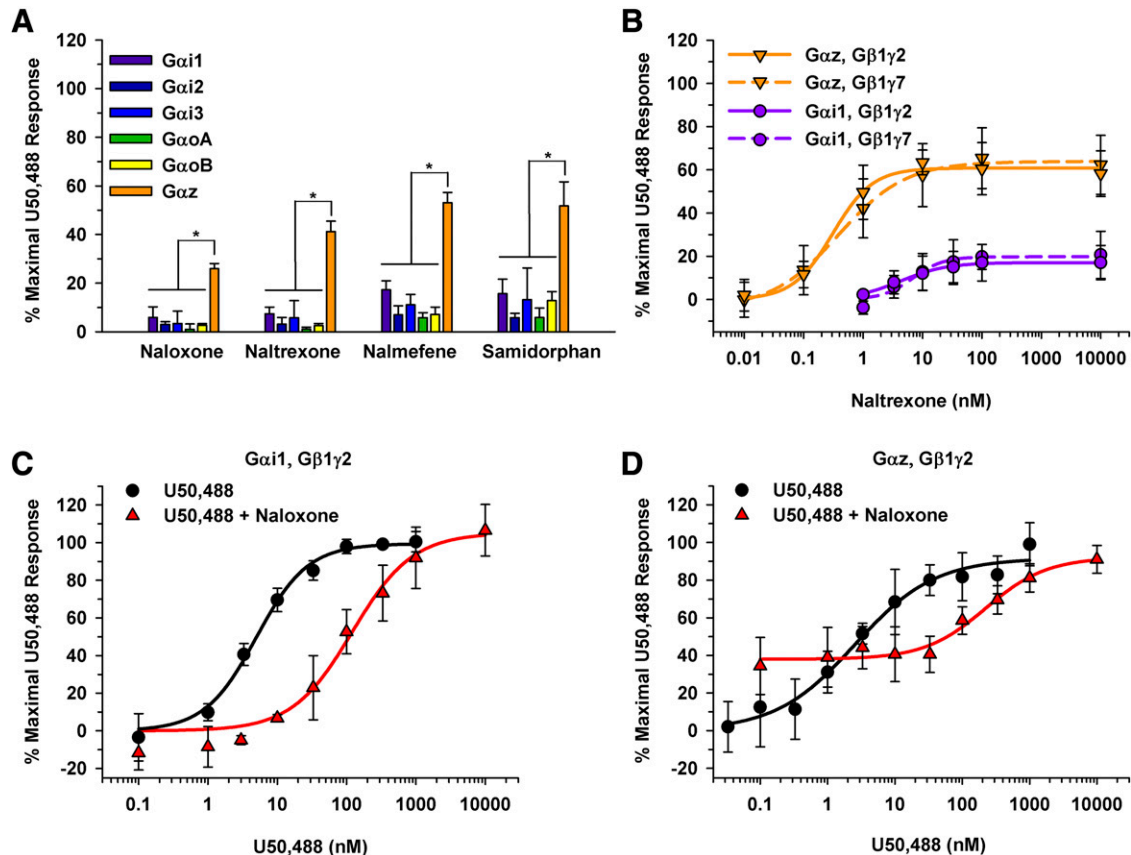 A
% Maximal U50,488 Response
120
100
80
60
40
20
0
Gαi1
Gαi2
Gαi3
GαoA
GαoB
Gαz
*
*
*
*
Naloxone
Naltrexone
Nalmefene
Samidorphan
B
% Maximal U50,488 Response
120
100
80
60
40
20
0
Gαz, Gβ1γ2
Gαz, Gβ1γ7
Gαi1, Gβ1γ2
Gαi1, Gβ1γ7
0.01
0.1
1
10
100
1000
10000
Naltrexone (nM)
C
Gαi1, Gβ1γ2
% Maximal U50,488 Response
120
100
80
60
40
20
0
-20
U50,488
U50,488 + Naloxone
0.1
1
10
100
1000
10000
U50,488 (nM)
D
Gαz, Gβ1γ2
% Maximal U50,488 Response
120
100
80
60
40
20
0
-20
U50,488
U50,488 + Naloxone
0.1
1
10
100
1000
10000
U50,488 (nM)